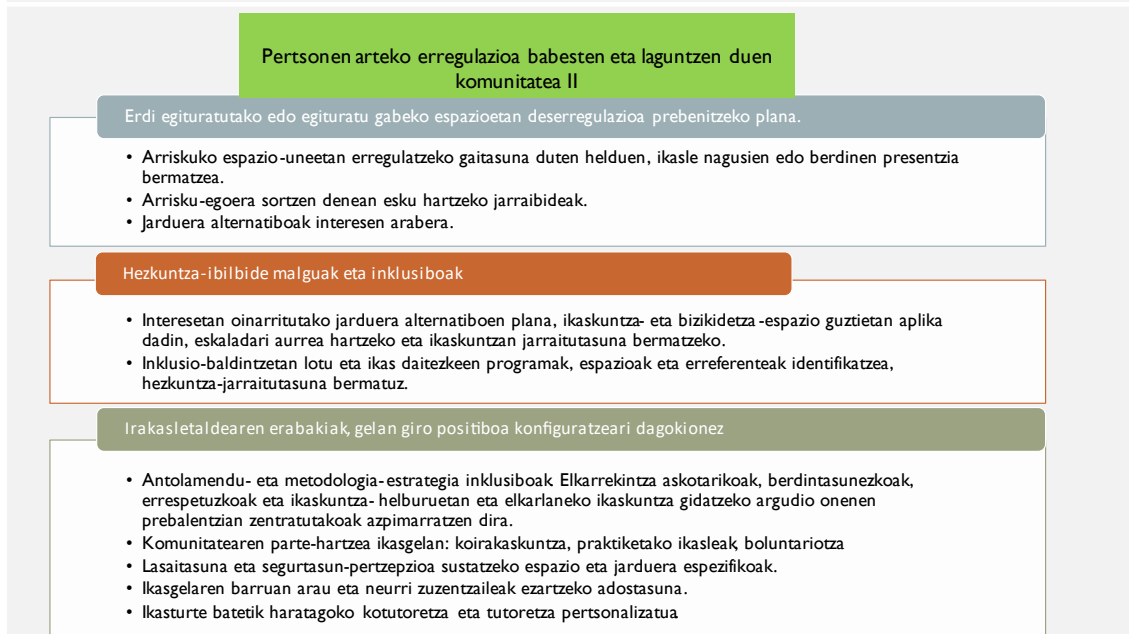 Pertsonen arteko erregulazioa babesten eta laguntzen duen
komunitatea II
Erdi egituratutako edo egituratu gabeko espazioetan deserregulazioa prebenitzeko plana.
• Arriskuko espazio-uneetan erregulatzeko gaitasuna duten helduen, ikasle nagusien edo berdinen presentzia
bermatzea.
• Arrisku-egoera sortzen denean esku hartzeko jarraibideak.
• Jarduera alternatiboak interesen arabera.
Hezkuntza-ibilbide malguak eta inklusiboak
• Interesetan oinarritutako jarduera alternatiboen plana, ikaskuntza- eta bizikidetza-espazio guztietan aplika
dadin, eskaladari aurrea hartzeko eta ikaskuntzan jarraitutasuna bermatzeko.
• Inklusio-baldintzetan lotu eta ikas daitezkeen programak, espazioak eta erreferenteak identifikatzea,
hezkuntza-jarraitutasuna bermatuz.
Irakasletaldearen erabakiak, gelan giro positiboa konfiguratzeari dagokionez
• Antolamendu- eta metodologia-estrategia inklusiboak. Elkarrekintza askotarikoak, berdintasunezkoak,
errespetuzkoak eta ikaskuntza- helburuetan eta elkarlaneko ikaskuntza gidatzeko argudio onenen
prebalentzian zentratutakoak azpimarratzen dira.
• Komunitatearen parte-hartzea ikasgelan: koirakaskuntza, praktiketako ikasleak, boluntariotza
• Lasaitasuna eta segurtasun-pertzepzioa sustatzeko espazio eta jarduera espezifikoak.
• Ikasgelaren barruan arau eta neurri zuzentzaileak ezartzeko adostasuna.
• Ikasturte batetik haratagoko kotutoretza eta tutoretza pertsonalizatua.